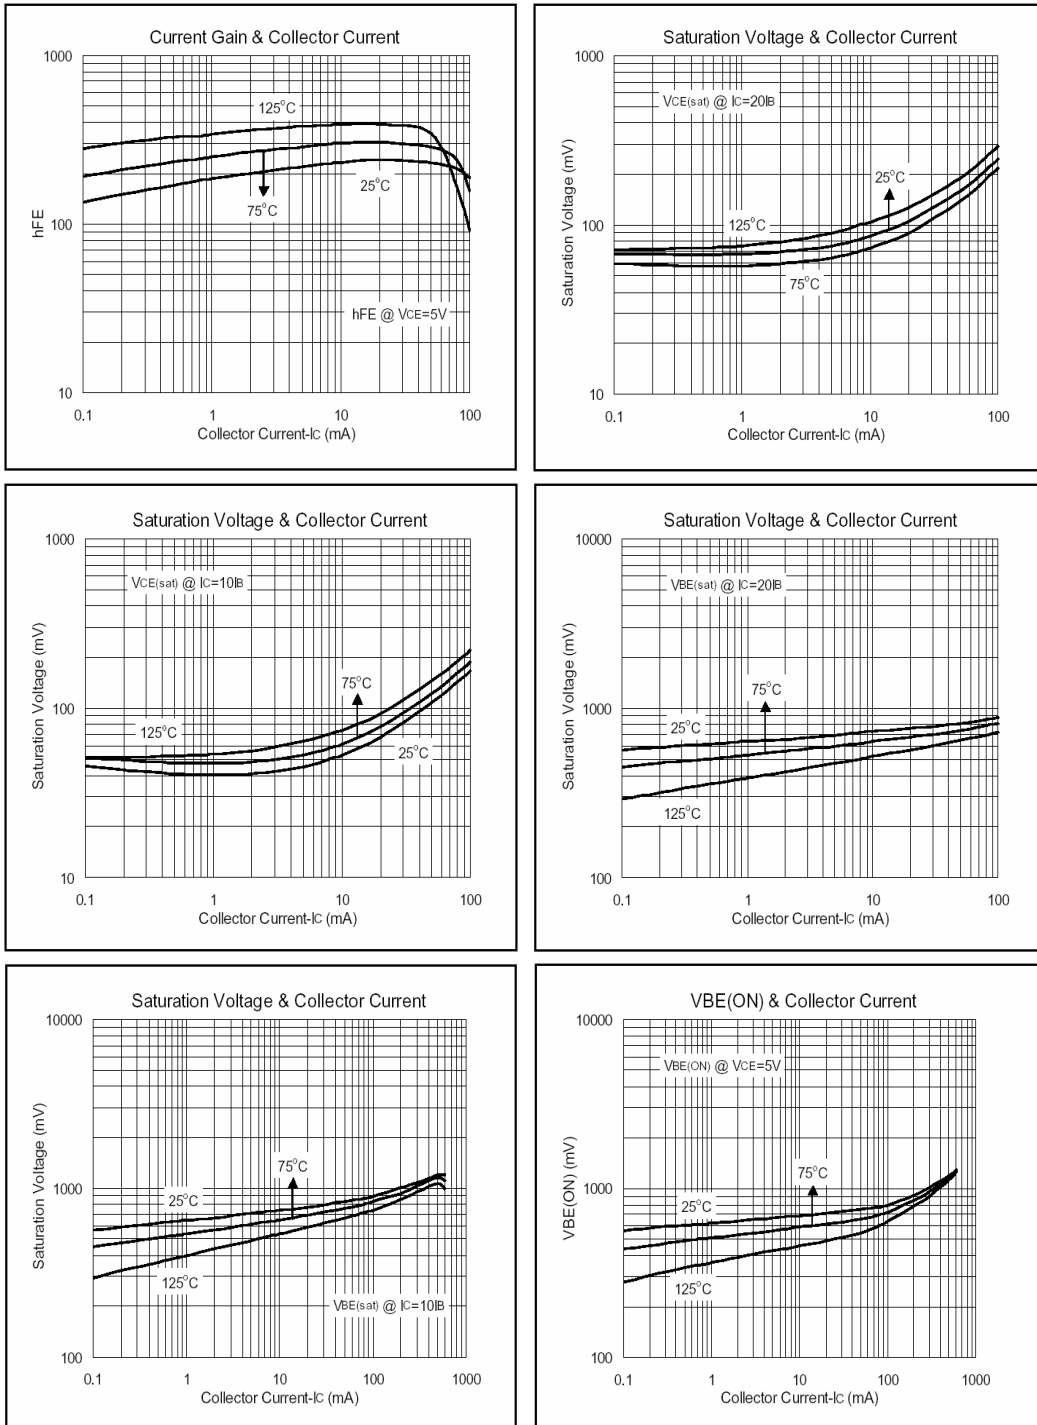 Current Gain & Collector Current
1000
125°C
100
75°C
25°C
hFE
hFE @ VCE=5V
10
0.1
1
10
100
Collector Current-IC (mA)
Saturation Voltage & Collector Current
1000
VCE(sat) @ IC=20IB
25°C
Saturation Voltage (mV)
100
125°C
75°C
10
0.1
1
10
100
Collector Current-IC (mA)
Saturation Voltage & Collector Current
1000
VCE(sat) @ IC=10IB
Saturation Voltage (mV)
75°C
100
125°C
25°C
10
0.1
1
10
100
Collector Current-IC (mA)
Saturation Voltage & Collector Current
10000
VBE(sat) @ IC=20IB
Saturation Voltage (mV)
75°C
1000
25°C
125°C
100
0.1
1
10
100
Collector Current-IC (mA)
Saturation Voltage & Collector Current
10000
Saturation Voltage (mV)
75°C
1000
25°C
125°C
VBE(sat) @ IC=10IB
100
0.1
1
10
100
1000
Collector Current-IC (mA)
VBE(ON) & Collector Current
10000
VBE(ON) @ VCE=5V
VBE(ON) (mV)
75°C
1000
25°C
125°C
100
0.1
1
10
100
1000
Collector Current-IC (mA)